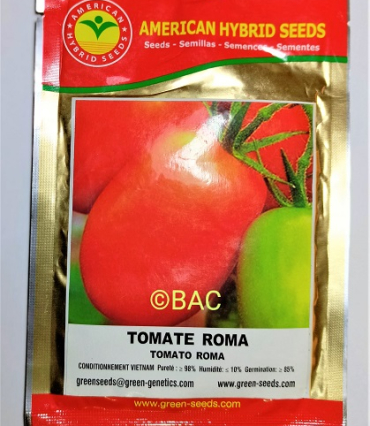 AMERICAN
HYBRID SEEDS
AMERICAN HYBRID SEEDS
Seeds - Semillas - Semences - Sementes
©BAC
TOMATE ROMA
TOMATO ROMA
CONDITIONHEMENT VIETNAM Pureté : ≥ 98% Humidité: ≤ 10% Germination: ≥ 85%
greenseeds@green-genetics.com www.green-seeds.com
www.green-seeds.com